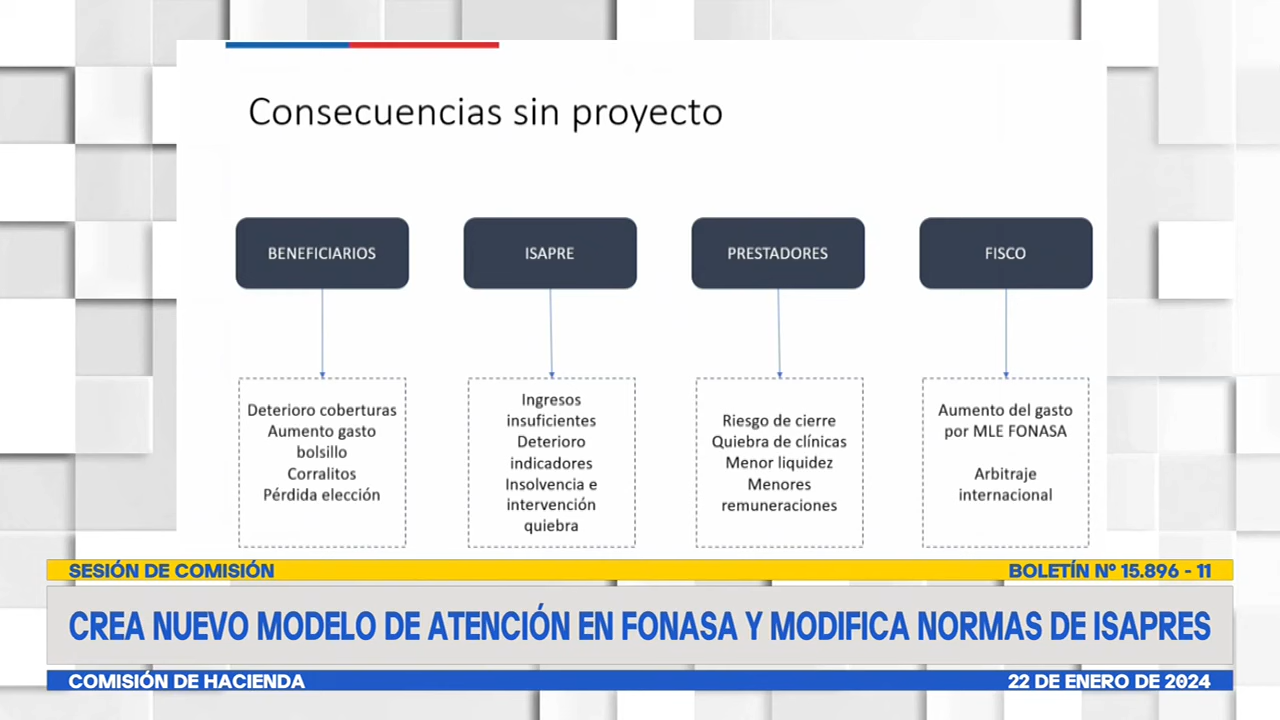 Consecuencias sin proyecto
BENEFICIARIOS
ISAPRE
PRESTADORES
FISCO
Deterioro coberturas
Aumento gasto
bolsillo
Corralitos
Pérdida elección
Ingresos
insuficientes
Deterioro
indicadores
Insolvencia e
intervención
quiebra
Riesgo de cierre
Quiebra de clínicas
Menor liquidez
Menores
remuneraciones
Aumento del gasto
por MLE FONASA
Arbitraje
internacional
SESIÓN DE COMISIÓN
BOLETÍN N° 15.896 - 11
CREA NUEVO MODELO DE ATENCIÓN EN FONASA Y MODIFICA NORMAS DE ISAPRES
COMISIÓN DE HACIENDA
22 DE ENERO DE 2024